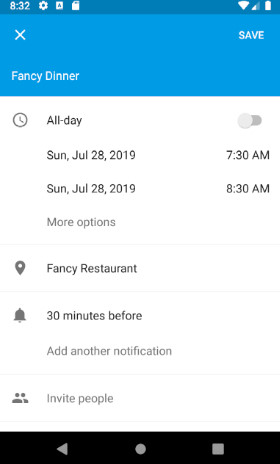 8:32
SAVE
Fancy Dinner
All-day
Sun, Jul 28, 2019 7:30 AM
Sun, Jul 28, 2019 8:30 AM
More options
Fancy Restaurant
30 minutes before
Add another notification
Invite people